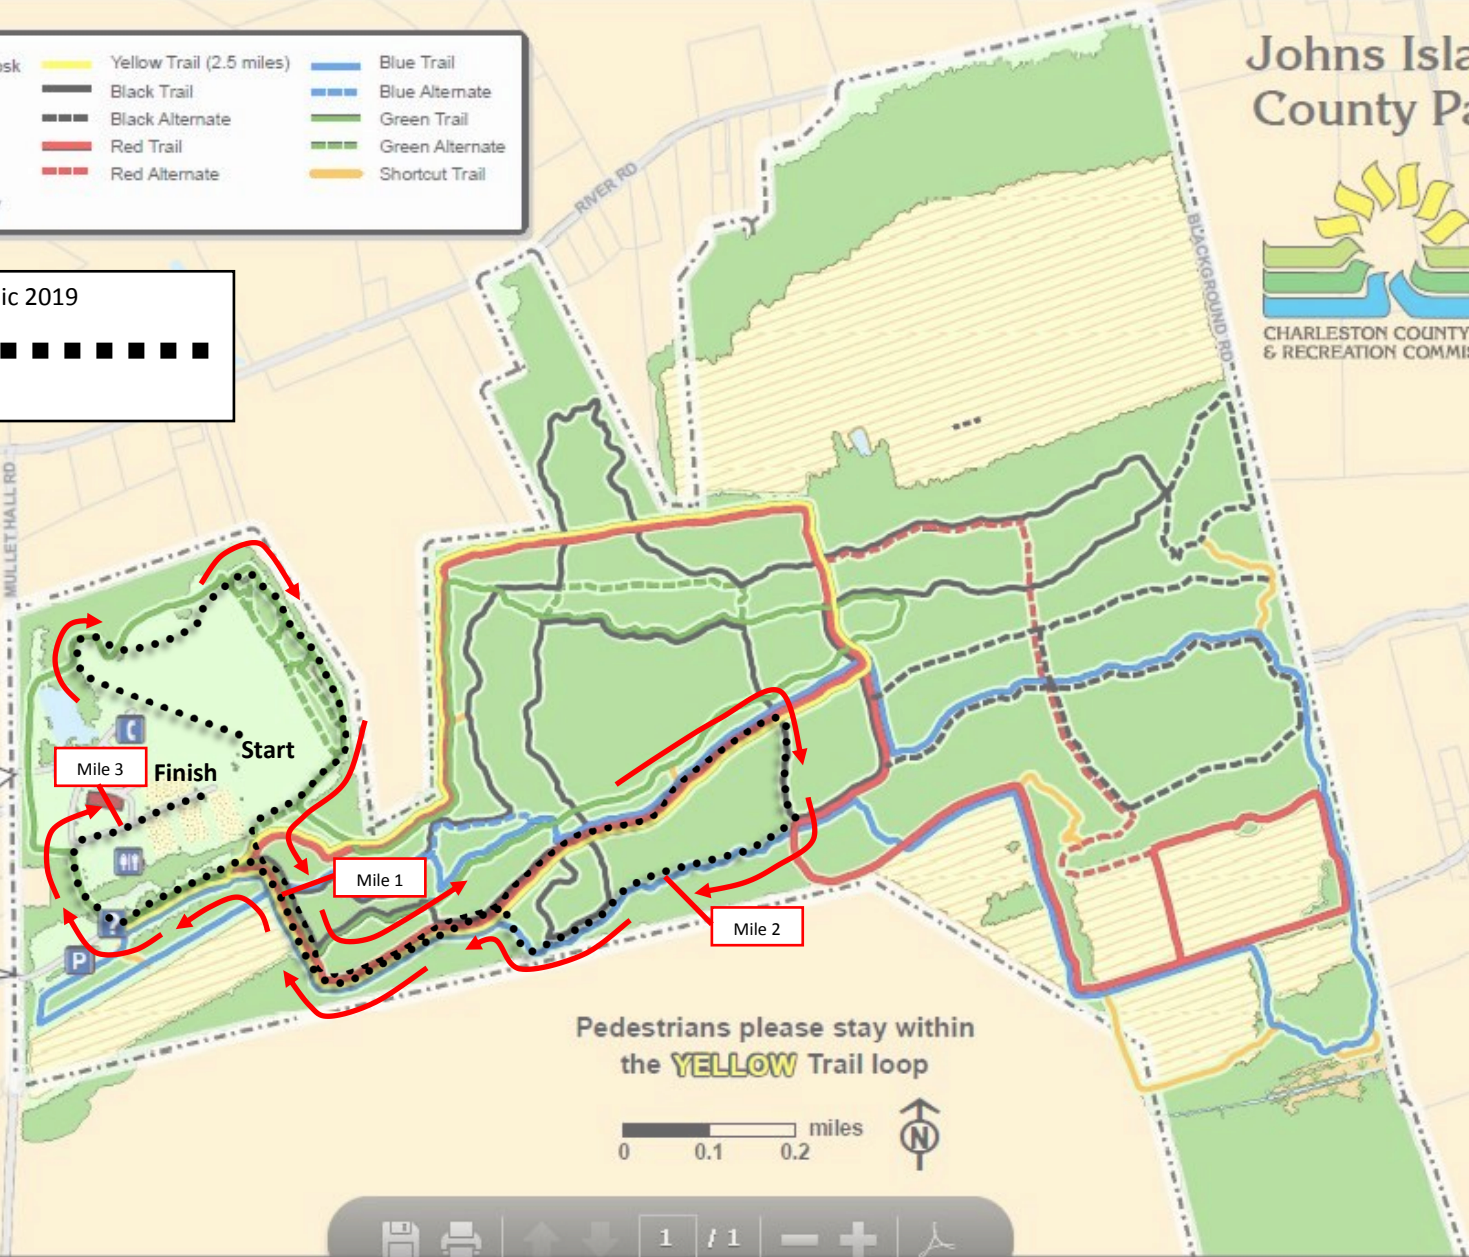 Yellow Trail (2.5 miles)
Black Trail
Black Alternate
Red Trail
Red Alternate
Blue Trail
Blue Alternate
Green Trail
Green Alternate
Shortcut Trail
ic 2019
Johns Isla
County Pa
CHARLESTON COUNTY
& RECREATION COMMIS
RIVER RD
BLACKGROUND RD
MULLET HALL RD
Start
Mile 3
Finish
Mile 1
Mile 2
P
Pedestrians please stay within
the YELLOW Trail loop
miles
0 0.1 0.2
N
1 / 1